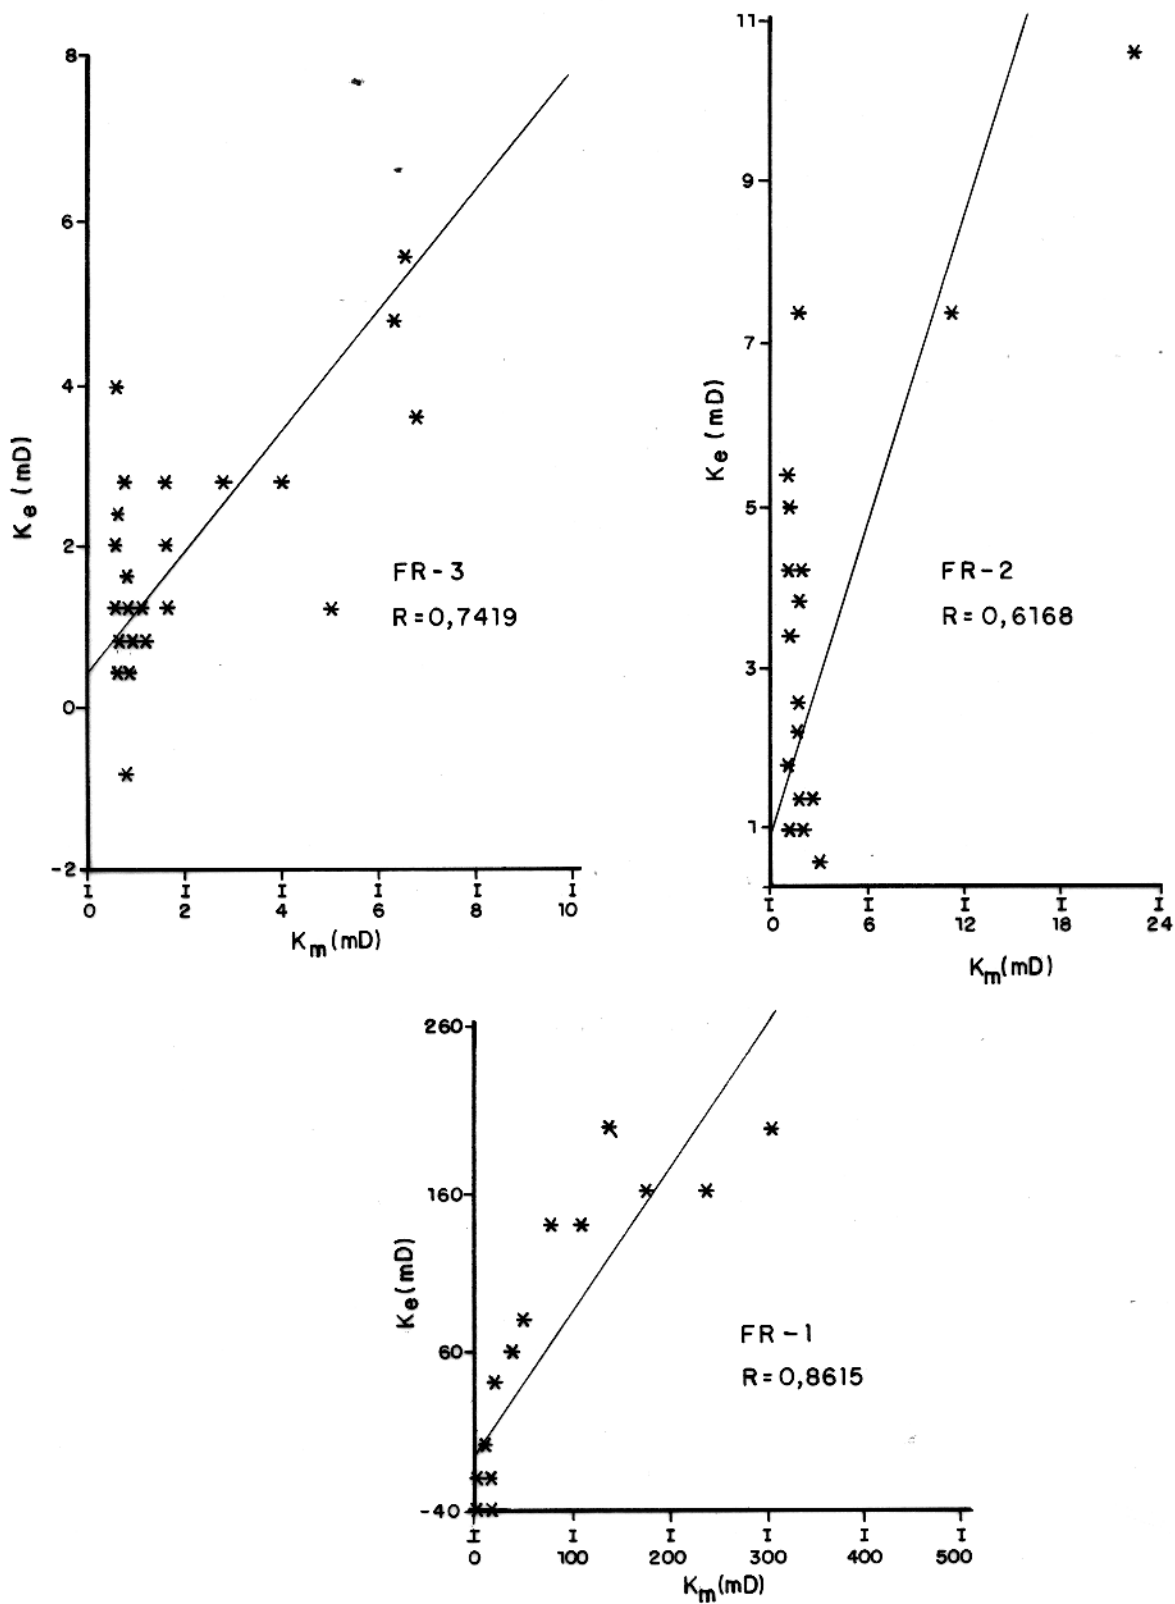 8
6
4
2
0
-2
Ke (mD)
FR-3
R=0,7419
I I I I I I
0 2 4 6 8 10
Km (mD)
11
9
7
5
3
1
Ke (mD)
FR-2
R=0,6168
I I I I I
0 6 12 18 24
Km (mD)
260
160
60
-40
Ke (mD)
FR-1
R=0,8615
I I I I I I
0 100 200 300 400 500
Km (mD)